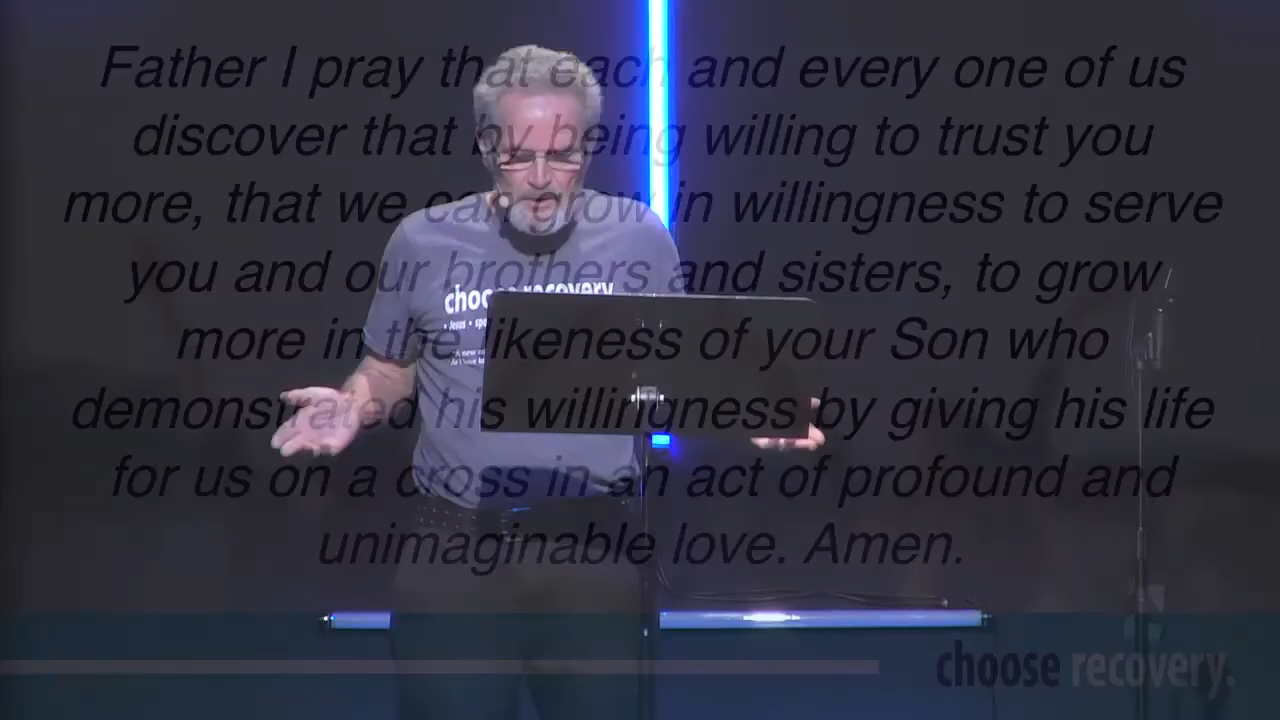 Father I pray that each and every one of us
discover that by being willing to trust you
more, that we can grow in willingness to serve
you and our brothers and sisters, to grow
more in the likeness of your Son who
demonstrated his willingness by giving his life
for us on a cross in an act of profound and
unimaginable love. Amen.
choose recovery
• Jesus •
choose recovery.